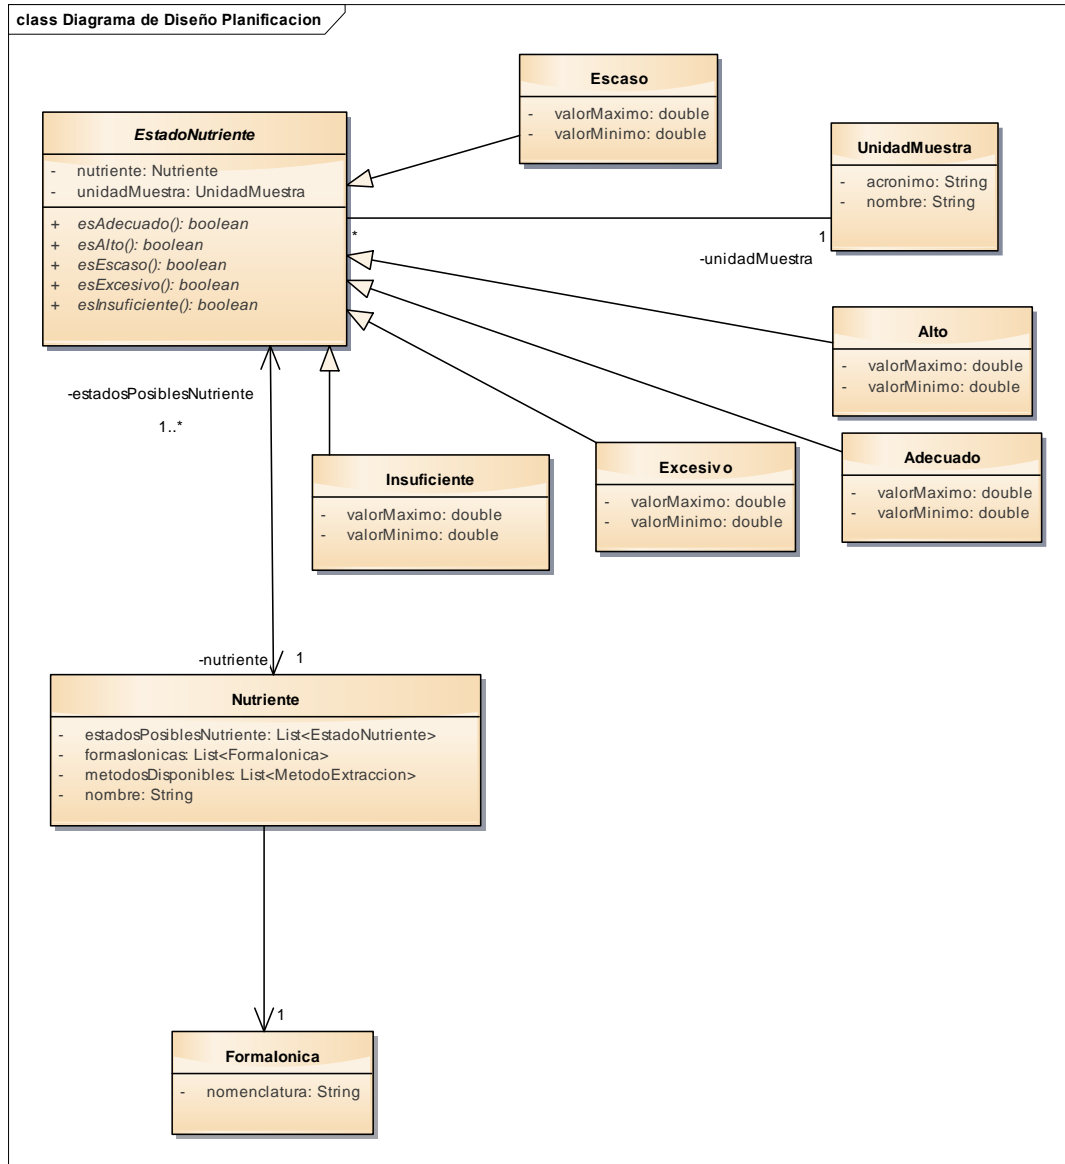 class Diagrama de Diseño Planificacion
Escaso
- valorMaximo: double
- valorMinimo: double
EstadoNutriente
- nutriente: Nutriente
- unidadMuestra: UnidadMuestra
+ esAdecuado(): boolean
+ esAlto(): boolean
+ esEscaso(): boolean
+ esExcesivo(): boolean
+ esInsuficiente(): boolean
UnidadMuestra
- acronimo: String
- nombre: String
*
1
-unidadMuestra
Alto
- valorMaximo: double
- valorMinimo: double
-estadosPosiblesNutriente
1..*
Adecuado
- valorMaximo: double
- valorMinimo: double
Excesivo
- valorMaximo: double
- valorMinimo: double
Insuficiente
- valorMaximo: double
- valorMinimo: double
-nutriente
1
Nutriente
- estadosPosiblesNutriente: List<EstadoNutriente>
- formasIonicas: List<FormaIonica>
- metodosDisponibles: List<MetodoExtraccion>
- nombre: String
1
FormaIonica
- nomenclatura: String